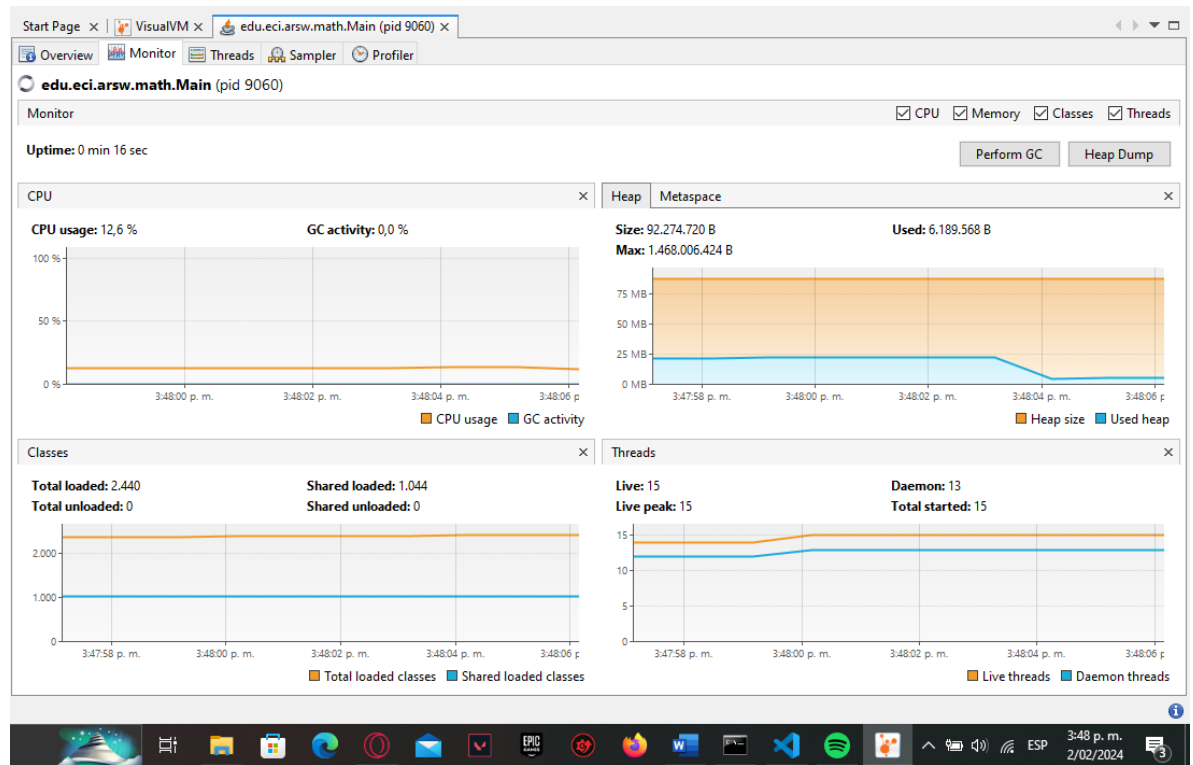 Start Page
VisualVM
edu.eci.arsw.math.Main (pid 9060)
Overview
Monitor
Threads
Sampler
Profiler
edu.eci.arsw.math.Main (pid 9060)
Monitor
CPU
Memory
Classes
Threads
Uptime: 0 min 16 sec
Perform GC
Heap Dump
CPU
CPU usage: 12,6 %
GC activity: 0,0 %
100 %
50 %
0 %
3:48:00 p. m.
3:48:02 p. m.
3:48:04 p. m.
3:48:06 p
CPU usage
GC activity
Heap
Metaspace
Size: 92.274.720 B
Used: 6.189.568 B
Max: 1.468.006.424 B
75 MB
50 MB
25 MB
0 MB
3:47:58 p. m.
3:48:00 p. m.
3:48:02 p. m.
3:48:04 p. m.
3:48:06 p
Heap size
Used heap
Classes
Total loaded: 2.440
Shared loaded: 1.044
Total unloaded: 0
Shared unloaded: 0
2.000
1.000
0
3:47:58 p. m.
3:48:00 p. m.
3:48:02 p. m.
3:48:04 p. m.
3:48:06 p
Total loaded classes
Shared loaded classes
Threads
Live: 15
Daemon: 13
Live peak: 15
Total started: 15
15
10
5
0
3:47:58 p. m.
3:48:00 p. m.
3:48:02 p. m.
3:48:04 p. m.
3:48:06 p
Live threads
Daemon threads
EPIC
GAMES
ESP
3:48 p. m.
2/02/2024
3